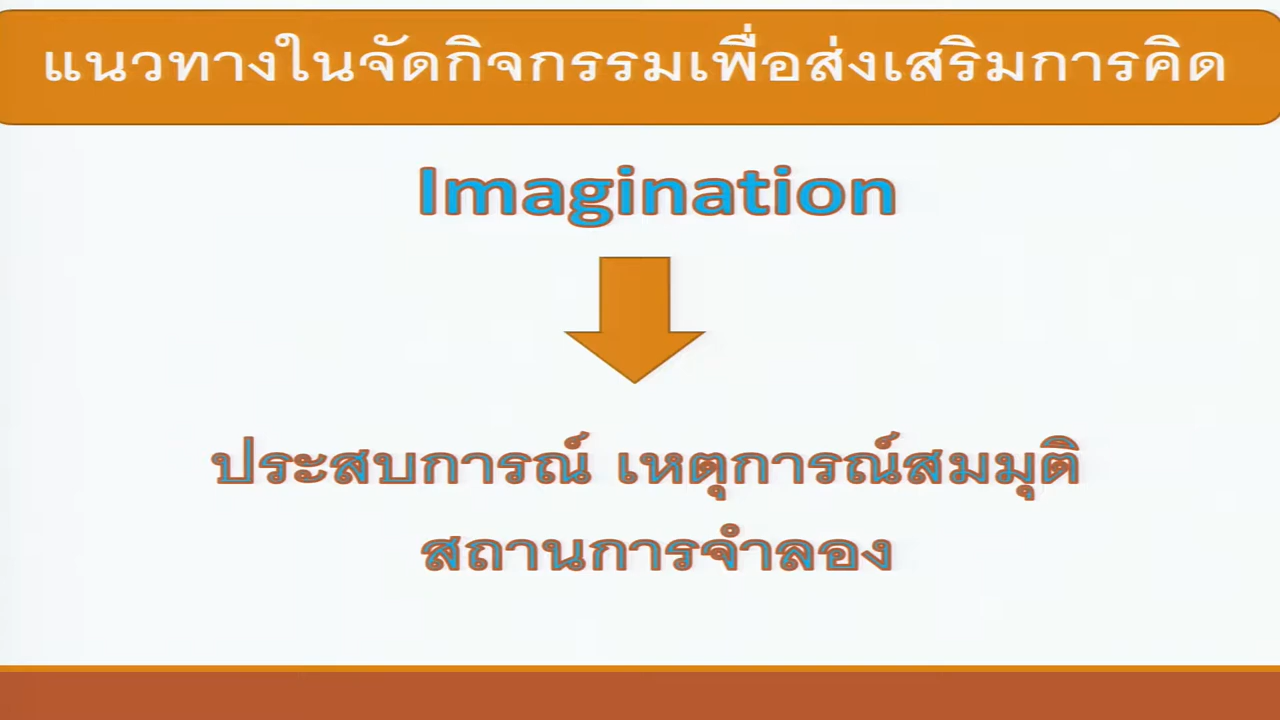 แนวทางในจัดกิจกรรมเพื่อส่งเสริมการคิด
Imagination
ประสบการณ์ เหตุการณ์สมมุติ
สถานการจำลอง